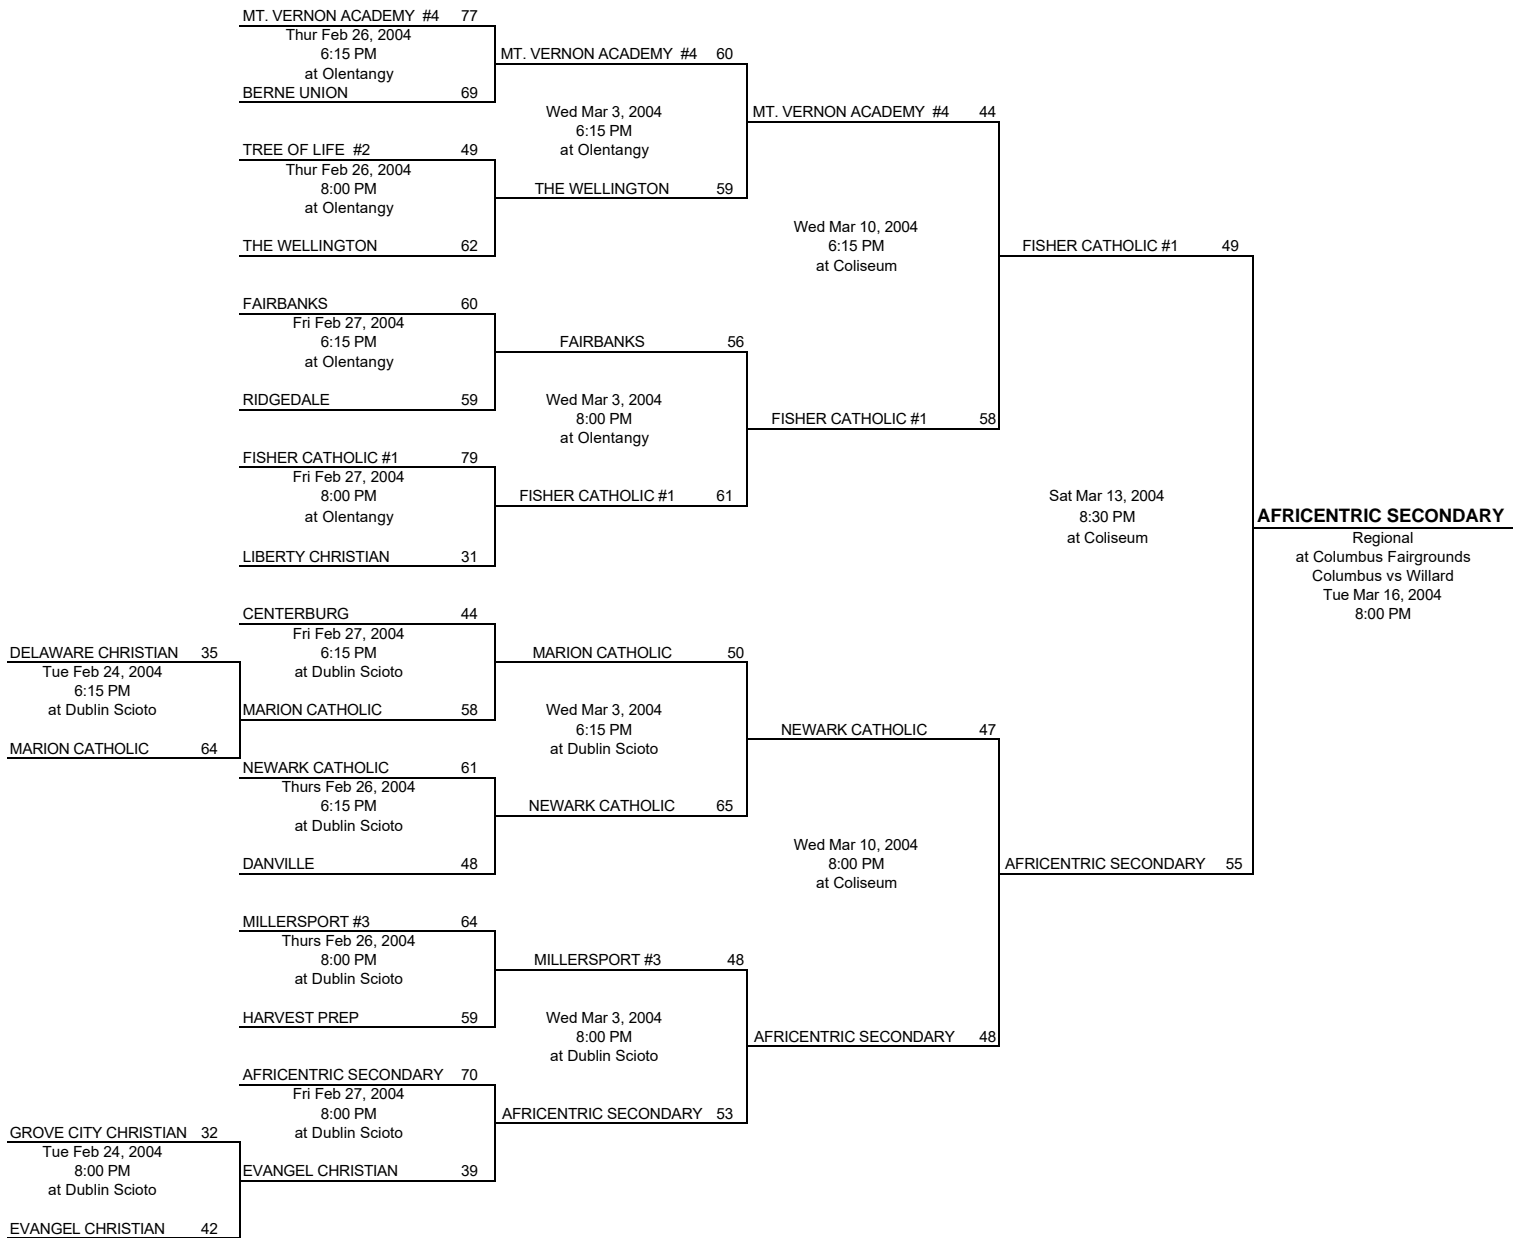 MT. VERNON ACADEMY #4 77
Thur Feb 26, 2004
6:15 PM
at Olentangy
BERNE UNION 69
TREE OF LIFE #2 49
Thur Feb 26, 2004
8:00 PM
at Olentangy
THE WELLINGTON 62
FAIRBANKS 60
Fri Feb 27, 2004
6:15 PM
at Olentangy
RIDGEDALE 59
FISHER CATHOLIC #1 79
Fri Feb 27, 2004
8:00 PM
at Olentangy
LIBERTY CHRISTIAN 31
DELAWARE CHRISTIAN 35
Tue Feb 24, 2004
6:15 PM
at Dublin Scioto
MARION CATHOLIC 64
CENTERBURG 44
Fri Feb 27, 2004
6:15 PM
at Dublin Scioto
MARION CATHOLIC 58
NEWARK CATHOLIC 61
Thurs Feb 26, 2004
6:15 PM
at Dublin Scioto
DANVILLE 48
MILLERSPORT #3 64
Thurs Feb 26, 2004
8:00 PM
at Dublin Scioto
HARVEST PREP 59
GROVE CITY CHRISTIAN 32
Tue Feb 24, 2004
8:00 PM
at Dublin Scioto
EVANGEL CHRISTIAN 42
AFRICENTRIC SECONDARY 70
Fri Feb 27, 2004
8:00 PM
at Dublin Scioto
EVANGEL CHRISTIAN 39
MT. VERNON ACADEMY #4 60
Wed Mar 3, 2004
6:15 PM
at Olentangy
THE WELLINGTON 59
FAIRBANKS 56
Wed Mar 3, 2004
8:00 PM
at Olentangy
FISHER CATHOLIC #1 61
MARION CATHOLIC 50
Wed Mar 3, 2004
6:15 PM
at Dublin Scioto
NEWARK CATHOLIC 65
MILLERSPORT #3 48
Wed Mar 3, 2004
8:00 PM
at Dublin Scioto
AFRICENTRIC SECONDARY 53
MT. VERNON ACADEMY #4 44
Wed Mar 10, 2004
6:15 PM
at Coliseum
FISHER CATHOLIC #1 58
NEWARK CATHOLIC 47
Wed Mar 10, 2004
8:00 PM
at Coliseum
AFRICENTRIC SECONDARY 48
FISHER CATHOLIC #1 49
Sat Mar 13, 2004
8:30 PM
at Coliseum
AFRICENTRIC SECONDARY 55
AFRICENTRIC SECONDARY
Regional
at Columbus Fairgrounds
Columbus vs Willard
Tue Mar 16, 2004
8:00 PM